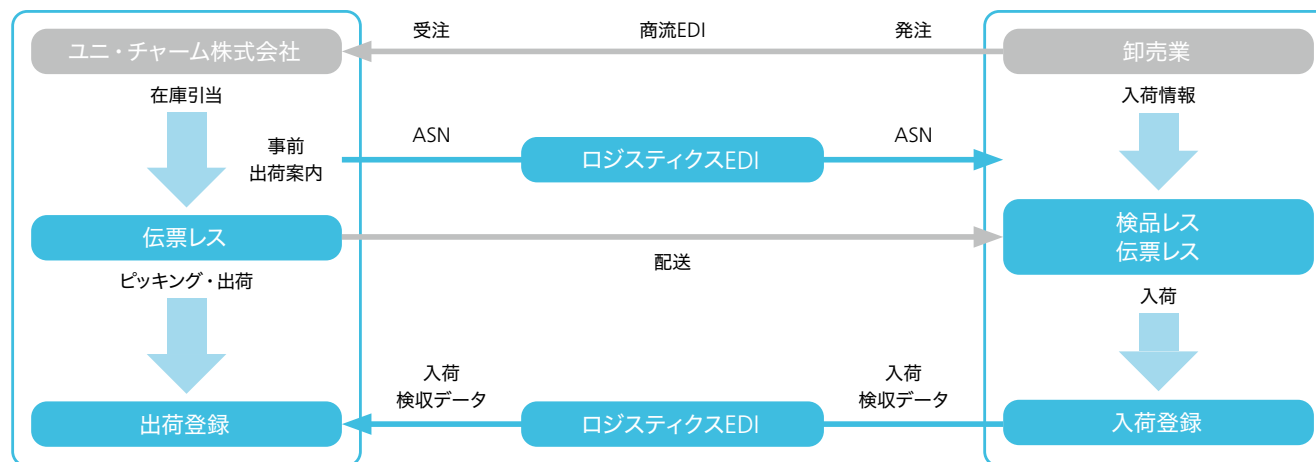 受注
商流EDI
発注
ユニ・チャーム株式会社
卸売業
在庫引当
入荷情報
事前
出荷案内
ASN
ロジスティクスEDI
ASN
伝票レス
検品レス
伝票レス
配送
ピッキング・出荷
入荷
入荷
検収データ
入荷
検収データ
出荷登録
ロジスティクスEDI
入荷登録